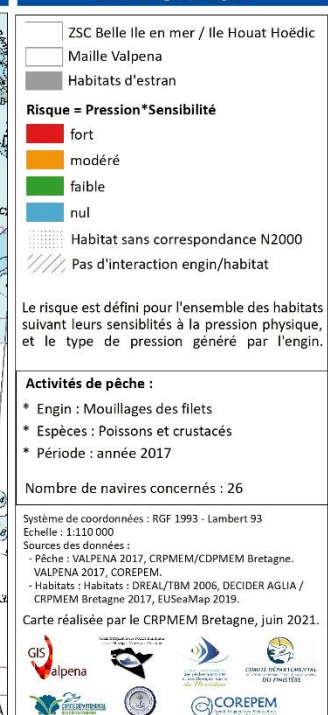 ZSC Belle Ile en mer / Ile Houat Hoëdic
Maille Valpena
Habitats d'estran
Risque = Pression*Sensibilité
fort
modéré
faible
nul
Habitat sans correspondance N2000
Pas d'interaction engin/habitat
Le risque est défini pour l'ensemble des habitats
suivant leurs sensiblités à la pression physique,
et le type de pression généré par l'engin.
Activités de pêche :
* Engin : Mouillages des filets
* Espèces : Poissons et crustacés
* Période : année 2017
Nombre de navires concernés : 26
Système de coordonnées : RGF 1993 - Lambert 93
Echelle : 1:110 000
Sources des données :
- Pêche : VALPENA 2017, CRPMEM/CDPMEM Bretagne.
VALPENA 2017, COREPEM.
- Habitats : Habitats : DREAL/TBM 2006, DECIDER AGLIA /
CRPMEM Bretagne 2017, EUSeaMap 2019.
Carte réalisée par le CRPMEM Bretagne, juin 2021.
GIS
Valpena
COMITÉ DÉPARTEMENTAL
DU FINISTÈRE
COMITÉ DÉPARTEMENTAL
COREPEM